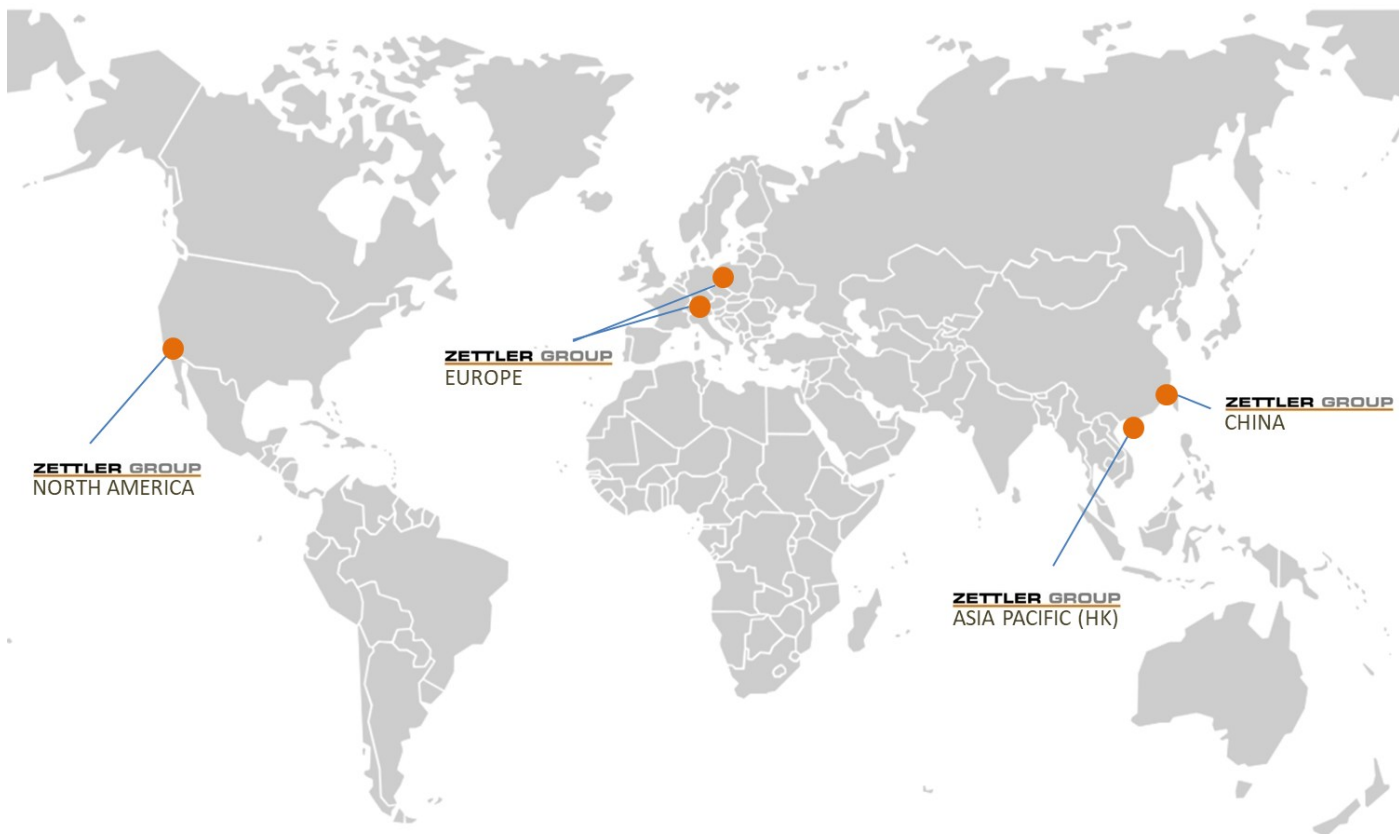 ZETTLER GROUP
EUROPE
ZETTLER GROUP
CHINA
ZETTLER GROUP
NORTH AMERICA
ZETTLER GROUP
ASIA PACIFIC (HK)